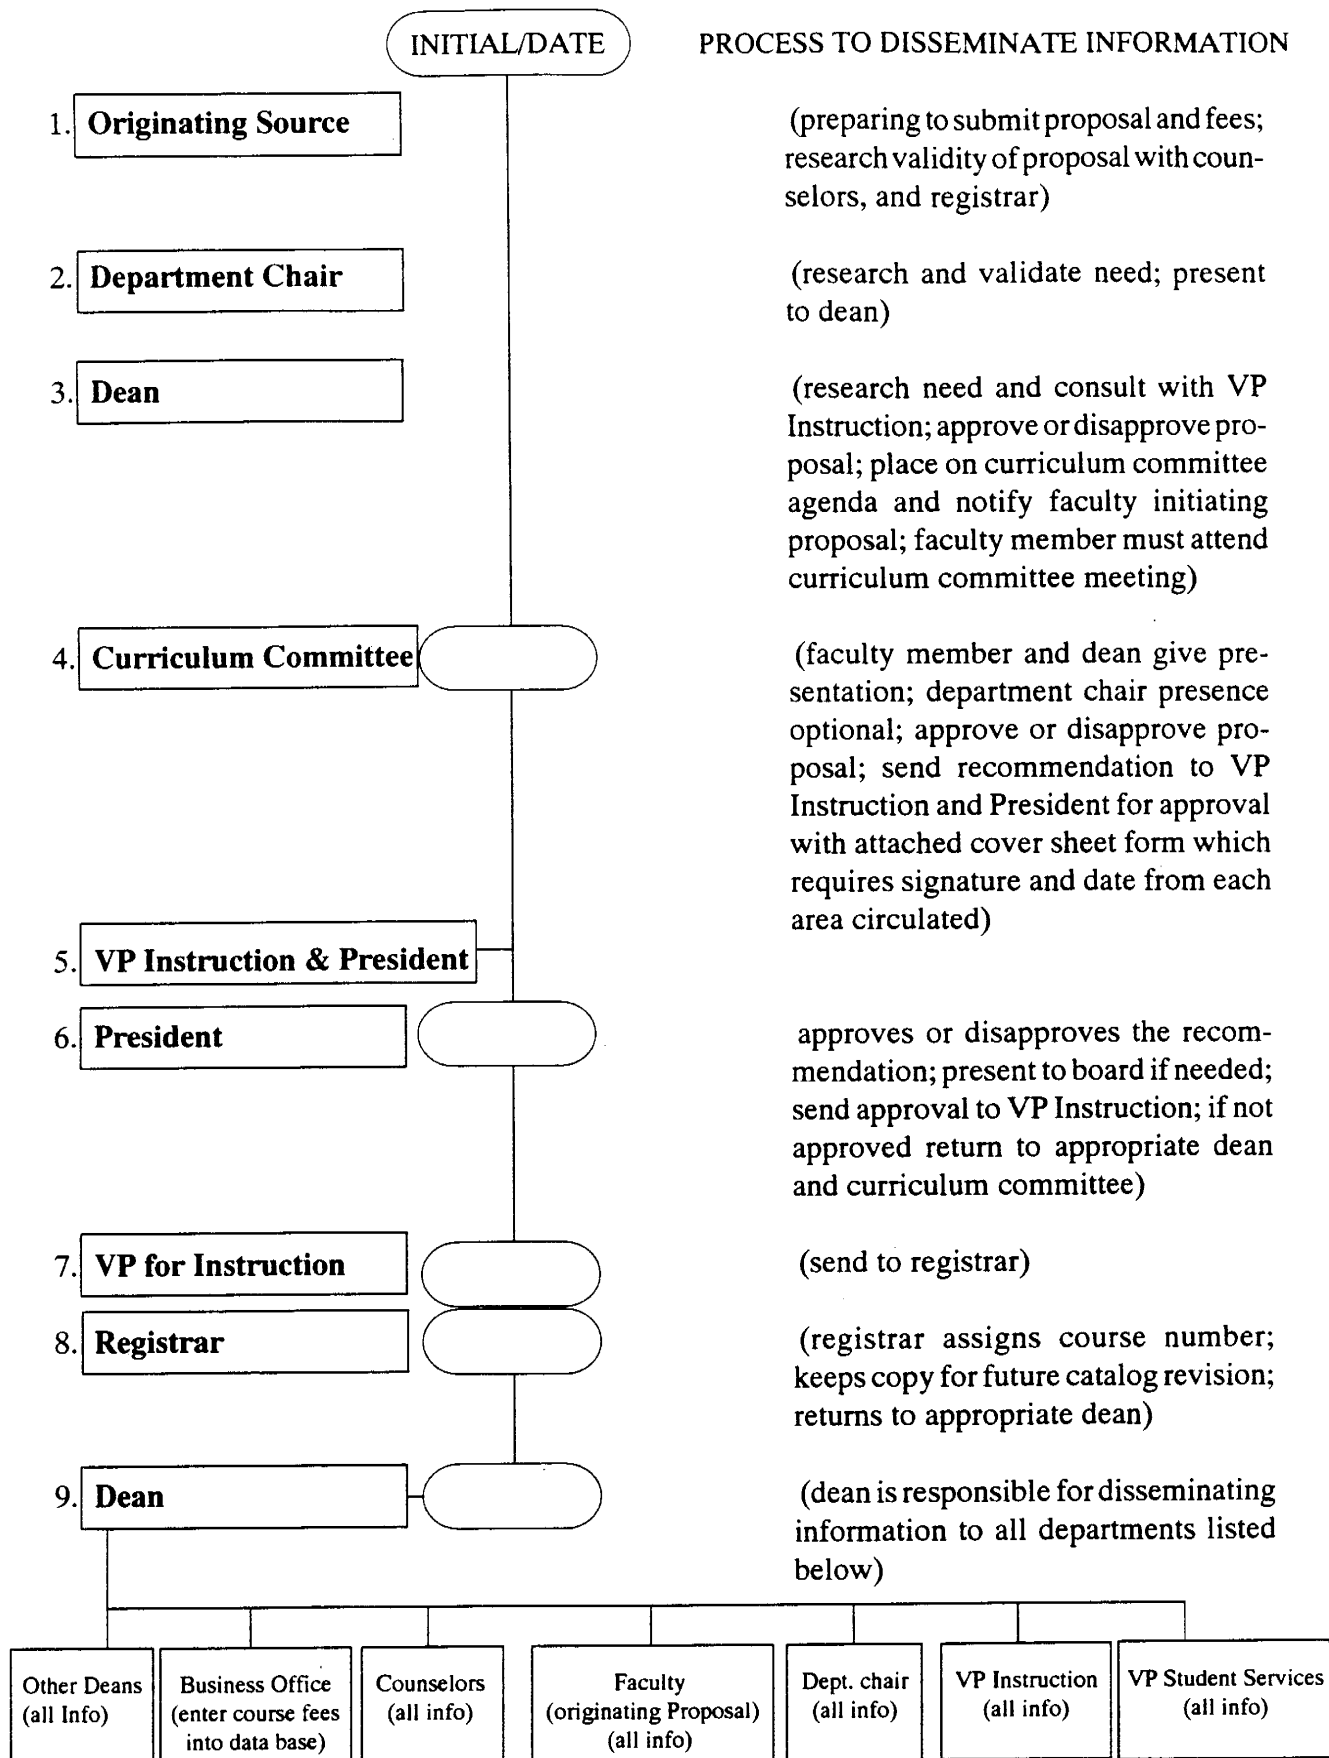 INITIAL/DATE
PROCESS TO DISSEMINATE INFORMATION
1. Originating Source
(preparing to submit proposal and fees;
research validity of proposal with coun-
selors, and registrar)
2. Department Chair
(research and validate need; present
to dean)
3. Dean
(research need and consult with VP
Instruction; approve or disapprove pro-
posal; place on curriculum committee
agenda and notify faculty initiating
proposal; faculty member must attend
curriculum committee meeting)
4. Curriculum Committee
(faculty member and dean give pre-
sentation; department chair presence
optional; approve or disapprove pro-
posal; send recommendation to VP
Instruction and President for approval
with attached cover sheet form which
requires signature and date from each
area circulated)
5. VP Instruction & President
6. President
approves or disapproves the recom-
mendation; present to board if needed;
send approval to VP Instruction; if not
approved return to appropriate dean
and curriculum committee)
7. VP for Instruction
(send to registrar)
8. Registrar
(registrar assigns course number;
keeps copy for future catalog revision;
returns to appropriate dean)
9. Dean
(dean is responsible for disseminating
information to all departments listed
below)
Other Deans
(all Info)
Business Office
(enter course fees
into data base)
Counselors
(all info)
Faculty
(originating Proposal)
(all info)
Dept. chair
(all info)
VP Instruction
(all info)
VP Student Services
(all info)